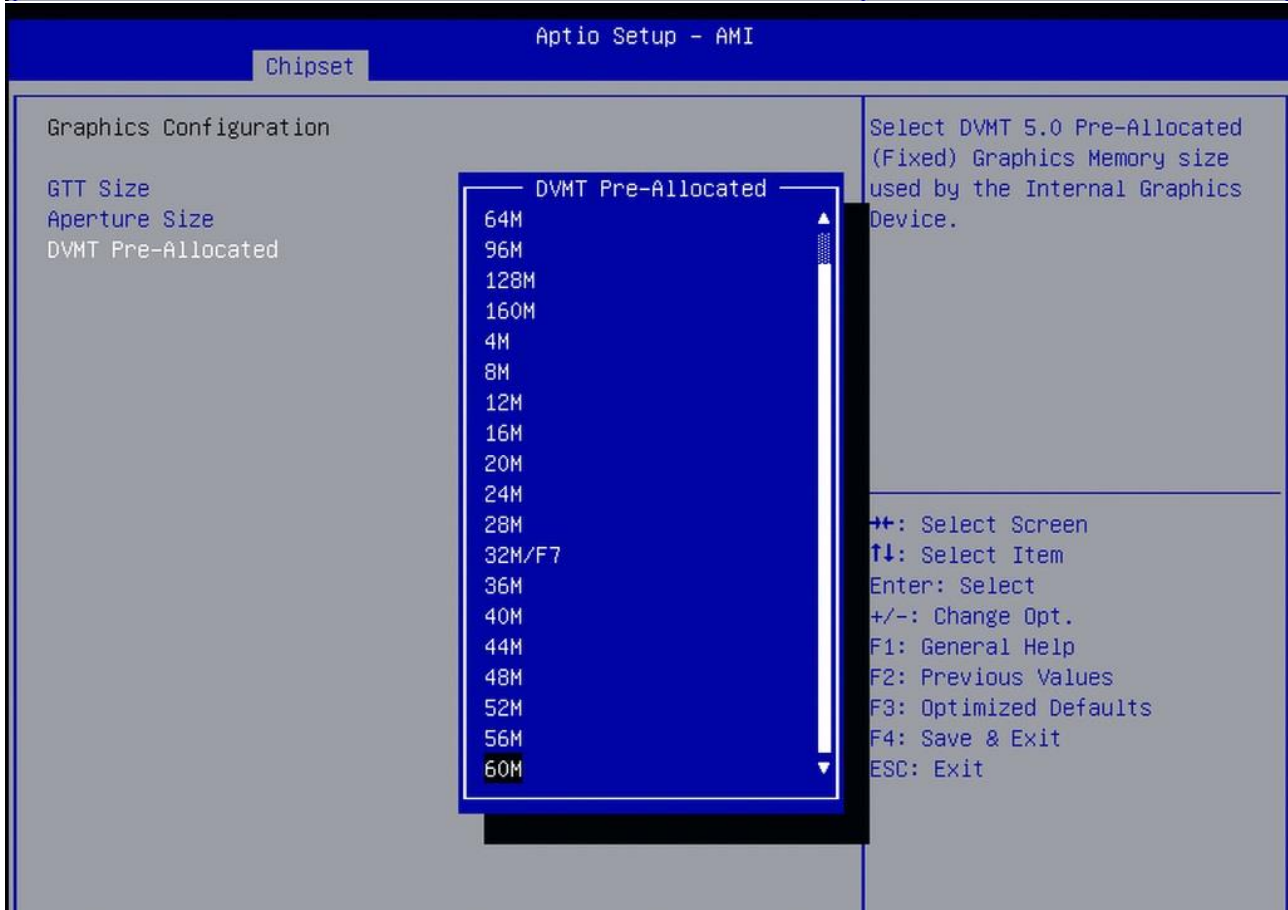 Aptio Setup – AMI
Chipset
Graphics Configuration
GTT Size
Aperture Size
DVMT Pre-Allocated
DVMT Pre-Allocated
64M
96M
128M
160M
4M
8M
12M
16M
20M
24M
28M
32M/F7
36M
40M
44M
48M
52M
56M
60M
Select DVMT 5.0 Pre-Allocated
(Fixed) Graphics Memory size
used by the Internal Graphics
Device.
→←: Select Screen
↑↓: Select Item
Enter: Select
+/-: Change Opt.
F1: General Help
F2: Previous Values
F3: Optimized Defaults
F4: Save & Exit
ESC: Exit